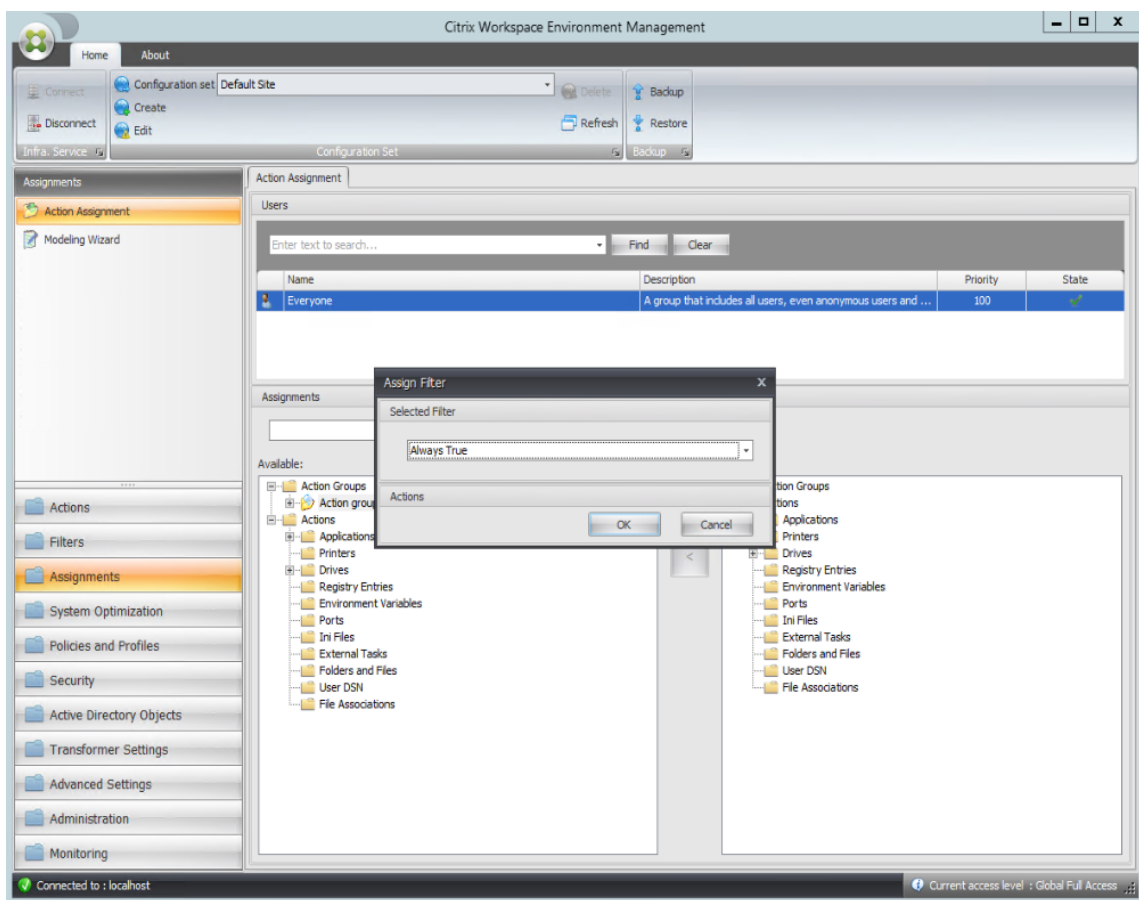 Citrix Workspace Environment Management
Home About
Connect
Disconnect
Infra. Service
Configuration set Default Site
Create
Edit
Delete
Refresh
Configuration Set
Backup
Restore
Backup
Assignments
Action Assignment
Modeling Wizard
Actions
Filters
Assignments
System Optimization
Policies and Profiles
Security
Active Directory Objects
Transformer Settings
Advanced Settings
Administration
Monitoring
Action Assignment
Users
Enter text to search...
Find Clear
Name Description Priority State
Everyone A group that includes all users, even anonymous users and ... 100
Assignments
Available:
Action Groups
Action grou
Actions
Applications
Printers
Drives
Registry Entries
Environment Variables
Ports
Ini Files
External Tasks
Folders and Files
User DSN
File Associations
Assign Filter X
Selected Filter
Always True
Actions
OK Cancel
<
tion Groups
tions
Applications
Printers
Drives
Registry Entries
Environment Variables
Ports
Ini Files
External Tasks
Folders and Files
User DSN
File Associations
Connected to : localhost
Current access level : Global Full Access